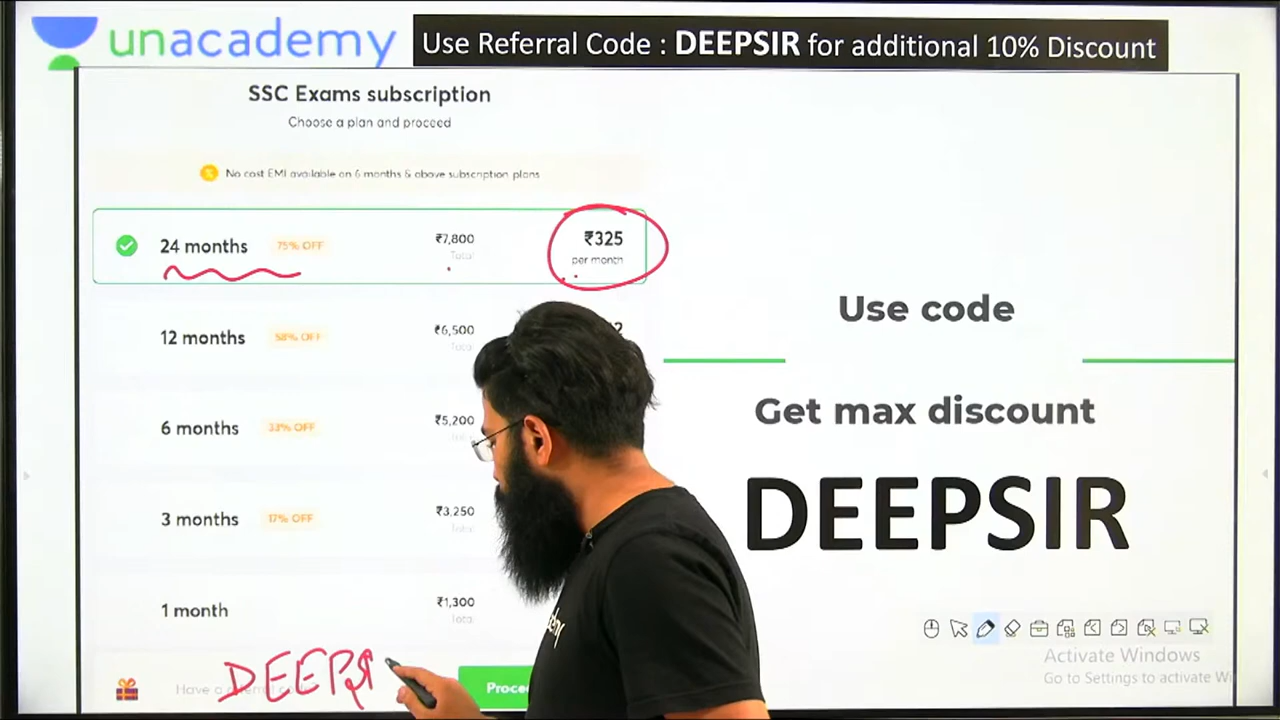 unacademy
Use Referral Code : DEEPSIR for additional 10% Discount
SSC Exams subscription
Choose a plan and proceed
No cost EMI available on 6 months & above subscription plans
24 months 75% OFF ₹7,800 ₹325
Total per month
12 months 58% OFF ₹6,500
Total
6 months 33% OFF ₹5,200
Total
3 months 17% OFF ₹3,250
Total
1 month ₹1,300
Total
Have a
DEEPS
Use code
Get max discount
DEEPSIR
Activate Windows
Go to Settings to activate